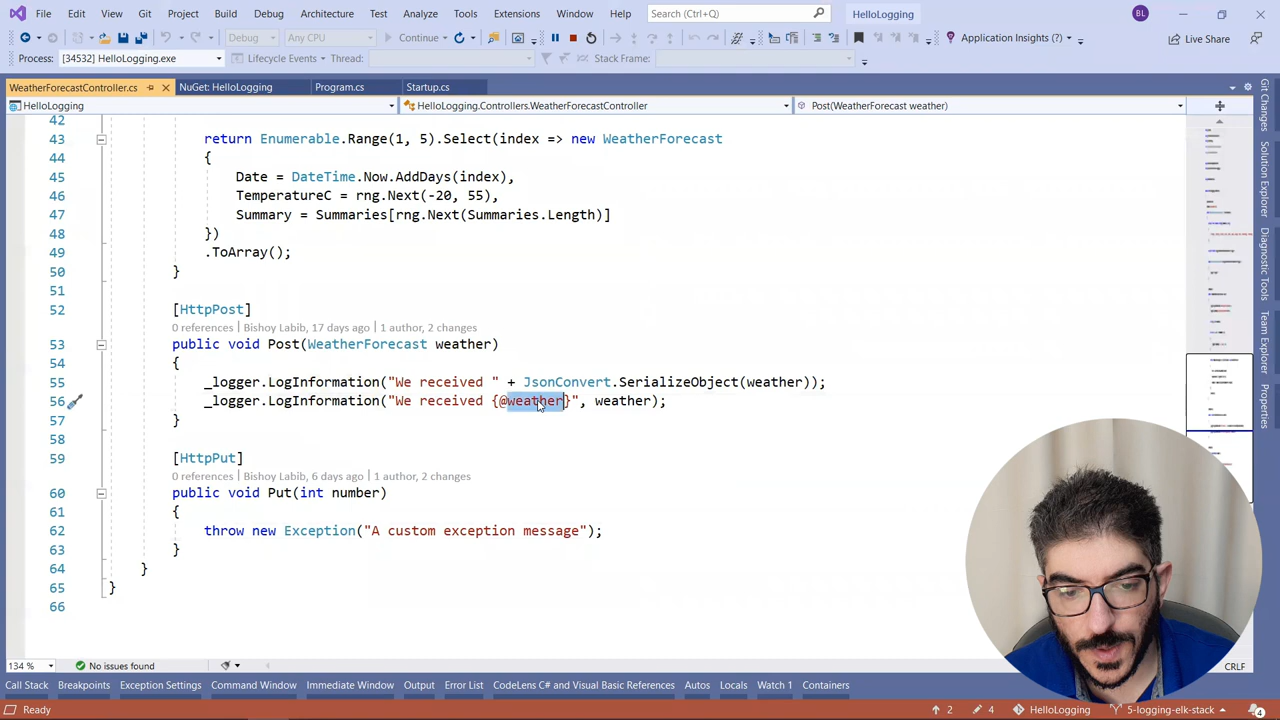 File Edit View Git Project Build Debug Architecture Test Analyze Tools Extensions Window Help Search (Ctrl+Q) HelloLogging BL
Debug Any CPU Continue Application Insights (?) Live Share
Process: [34532] HelloLogging.exe Lifecycle Events Thread: Stack Frame:
WeatherForecastController.cs NuGet: HelloLogging Program.cs Startup.cs
HelloLogging HelloLogging.Controllers.WeatherForecastController Post(WeatherForecast weather)
42
43 return Enumerable.Range(1, 5).Select(index => new WeatherForecast
44 {
45 Date = DateTime.Now.AddDays(index),
46 TemperatureC = rng.Next(-20, 55),
47 Summary = Summaries[rng.Next(Summaries.Length)]
48 })
49 .ToArray();
50 }
51
52 [HttpPost]
0 references | Bishoy Labib, 17 days ago | 1 author, 2 changes
53 public void Post(WeatherForecast weather)
54 {
55 _logger.LogInformation("We received " + JsonConvert.SerializeObject(weather));
56 _logger.LogInformation("We received {@weather}", weather);
57 }
58
59 [HttpPut]
0 references | Bishoy Labib, 6 days ago | 1 author, 2 changes
60 public void Put(int number)
61 {
62 throw new Exception("A custom exception message");
63 }
64 }
65 }
66
134 % No issues found CRLF
Call Stack Breakpoints Exception Settings Command Window Immediate Window Output Error List CodeLens C# and Visual Basic References Autos Locals Watch 1 Containers
Ready 2 4 HelloLogging 5-logging-elk-stack 4
Git Changes
Solution Explorer
Diagnostic Tools
Team Explorer
Properties